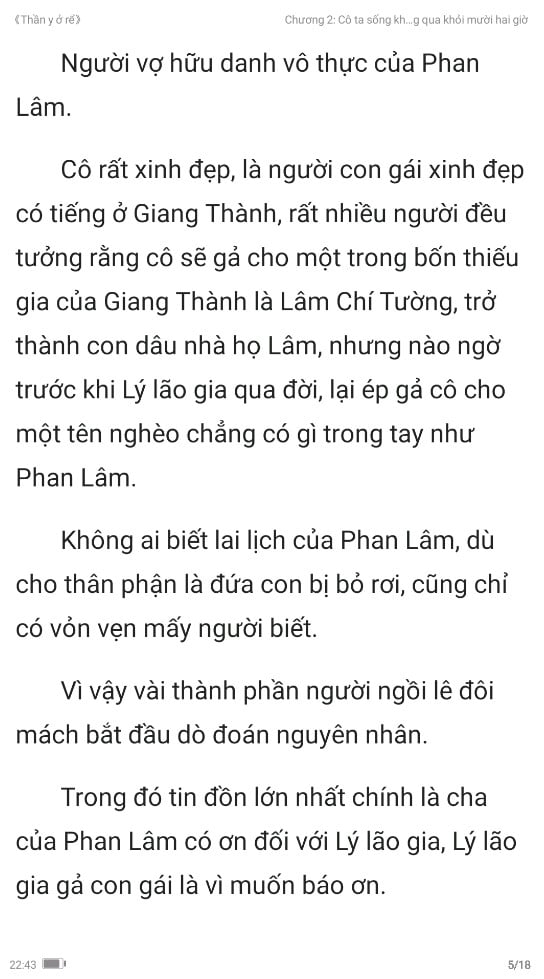 《Thần y ở rể》 Chương 2: Cô ta sống kh...g qua khỏi mười hai giờ
Người vợ hữu danh vô thực của Phan
Lâm.
Cô rất xinh đẹp, là người con gái xinh đẹp
có tiếng ở Giang Thành, rất nhiều người đều
tưởng rằng cô sẽ gả cho một trong bốn thiếu
gia của Giang Thành là Lâm Chí Tường, trở
thành con dâu nhà họ Lâm, nhưng nào ngờ
trước khi Lý lão gia qua đời, lại ép gả cô cho
một tên nghèo chẳng có gì trong tay như
Phan Lâm.
Không ai biết lai lịch của Phan Lâm, dù
cho thân phận là đứa con bị bỏ rơi, cũng chỉ
có vỏn vẹn mấy người biết.
Vì vậy vài thành phần người ngồi lê đôi
mách bắt đầu dò đoán nguyên nhân.
Trong đó tin đồn lớn nhất chính là cha
của Phan Lâm có ơn đối với Lý lão gia, Lý lão
gia gả con gái là vì muốn báo ơn.
22:43 5/18